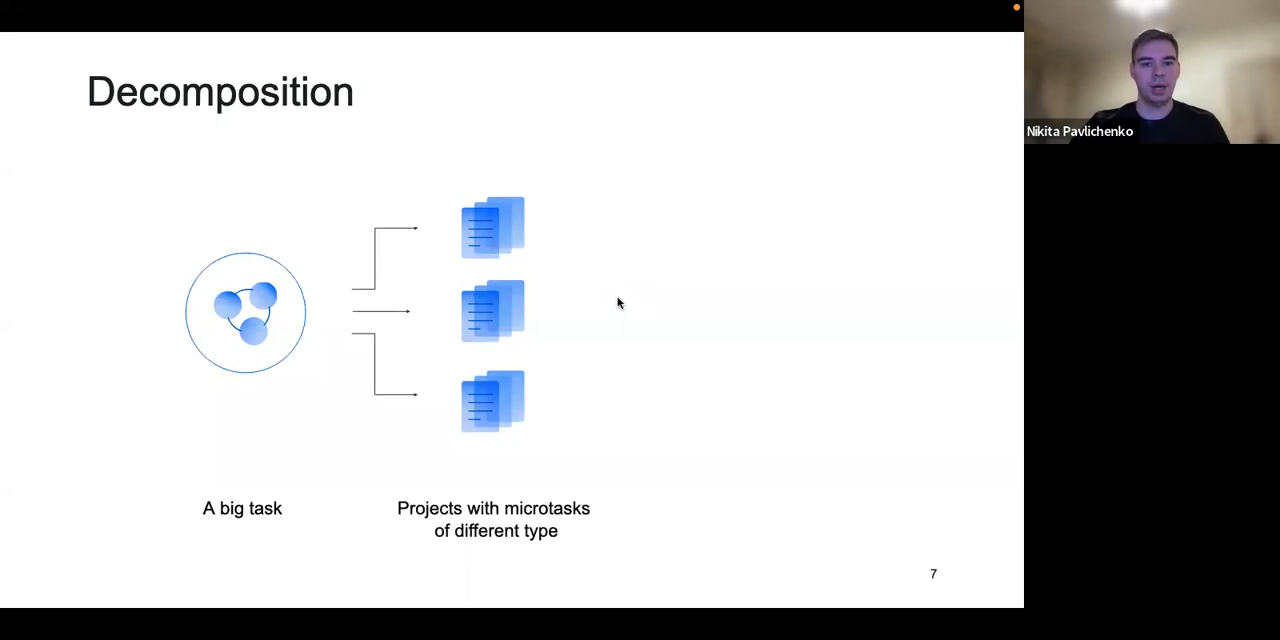 Decomposition
Nikita Pavlichenko
A big task
Projects with microtasks
of different type
7